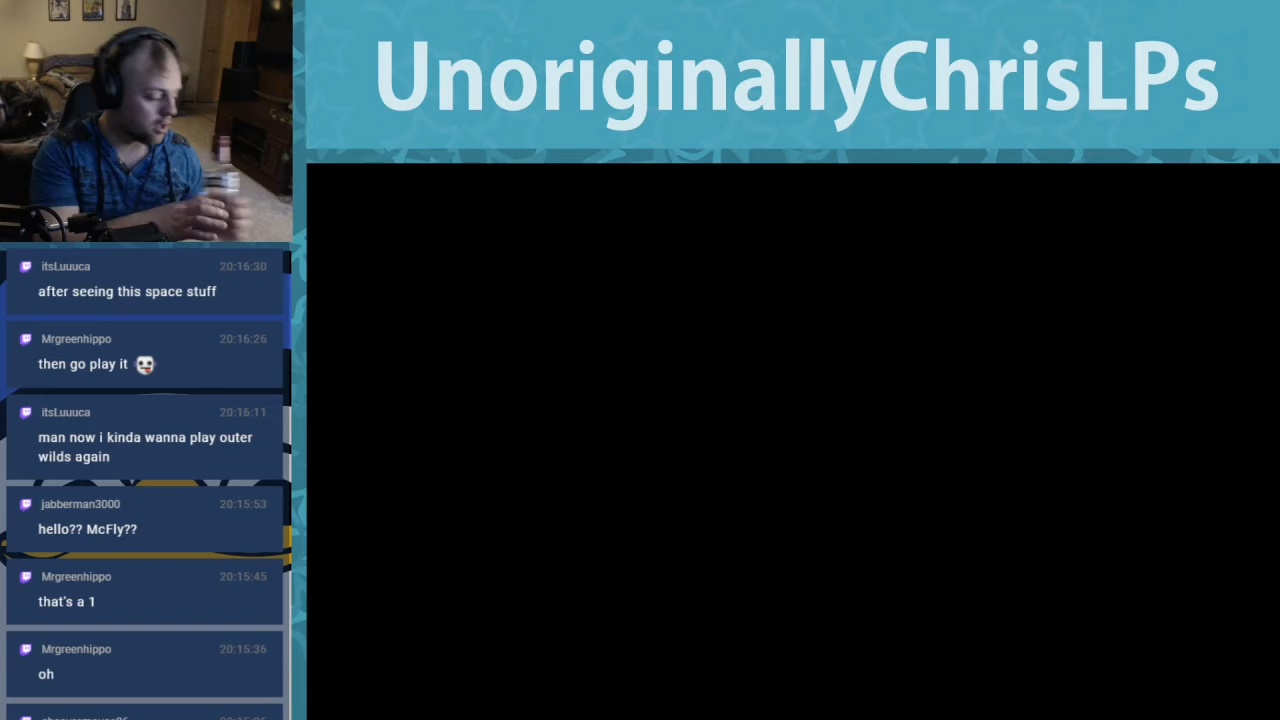 UnoriginallyChrisLPs
itsLuuuca 20:16:30
after seeing this space stuff
Mrgreenhippo 20:16:26
then go play it
itsLuuuca 20:16:11
man now i kinda wanna play outer
wilds again
jabberman3000 20:15:53
hello?? McFly??
Mrgreenhippo 20:15:45
that's a 1
Mrgreenhippo 20:15:36
oh